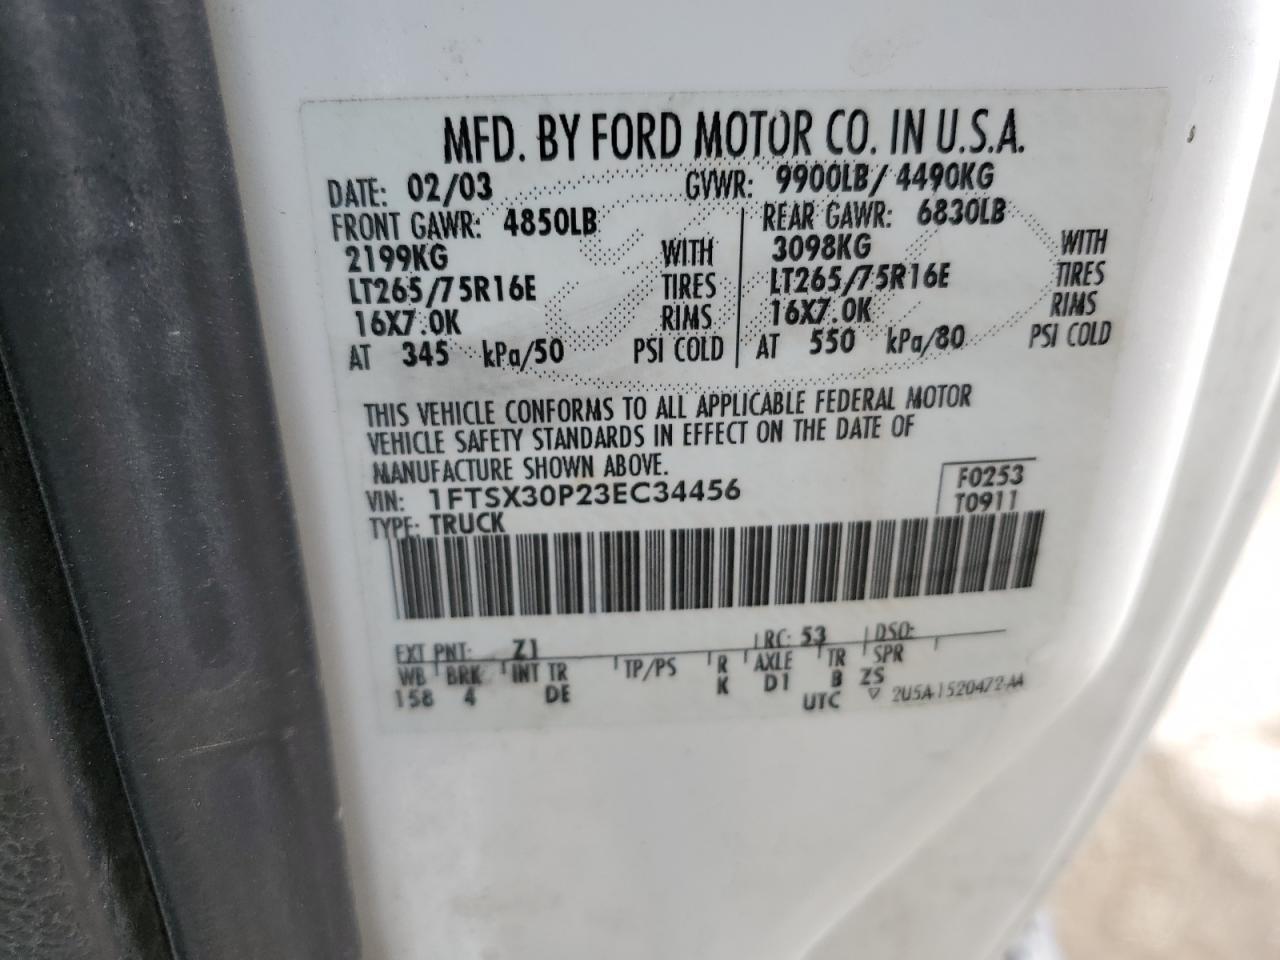 MFD. BY FORD MOTOR CO. IN U.S.A.
DATE: 02/03 GVWR: 9900LB/ 4490KG
FRONT GAWR: 4850LB REAR GAWR: 6830LB
2199KG WITH 3098KG WITH
LT265/75R16E TIRES LT265/75R16E TIRES
16X7.0K RIMS 16X7.0K RIMS
AT 345 kPa/50 PSI COLD AT 550 kPa/80 PSI COLD
THIS VEHICLE CONFORMS TO ALL APPLICABLE FEDERAL MOTOR
VEHICLE SAFETY STANDARDS IN EFFECT ON THE DATE OF
MANUFACTURE SHOWN ABOVE.
VIN: 1FTSX30P23EC34456 F0253
TYPE: TRUCK T0911
EXT PNT: Z1 RC: 53 DSO:
WB BRK INT TR TP/PS R AXLE TR SPR
158 4 DE K D1 B ZS
UTC ▽ 2U5A-1520472-AA